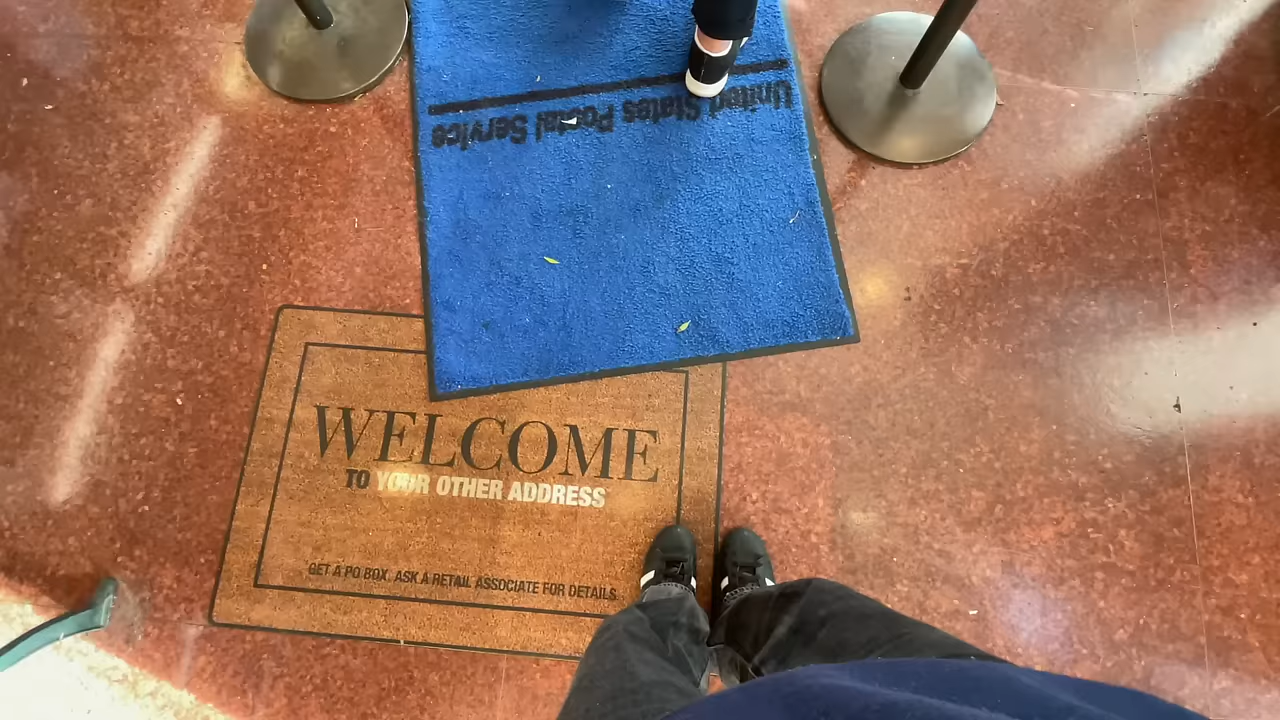 United States Postal Service
WELCOME
TO YOUR OTHER ADDRESS
GET A PO BOX. ASK A RETAIL ASSOCIATE FOR DETAILS.